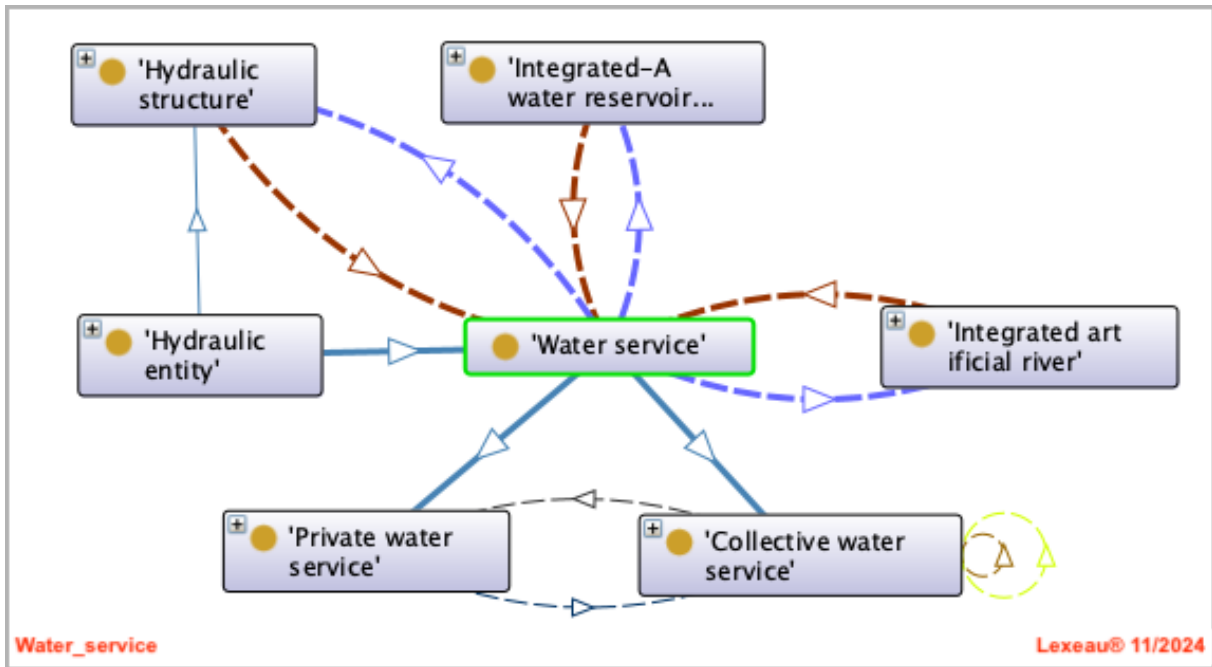 'Hydraulic
structure'
'Integrated-A
water reservoir...
'Hydraulic
entity'
'Water service'
'Integrated art
ificial river'
'Private water
service'
'Collective water
service'
Water_service
Lexeau® 11/2024